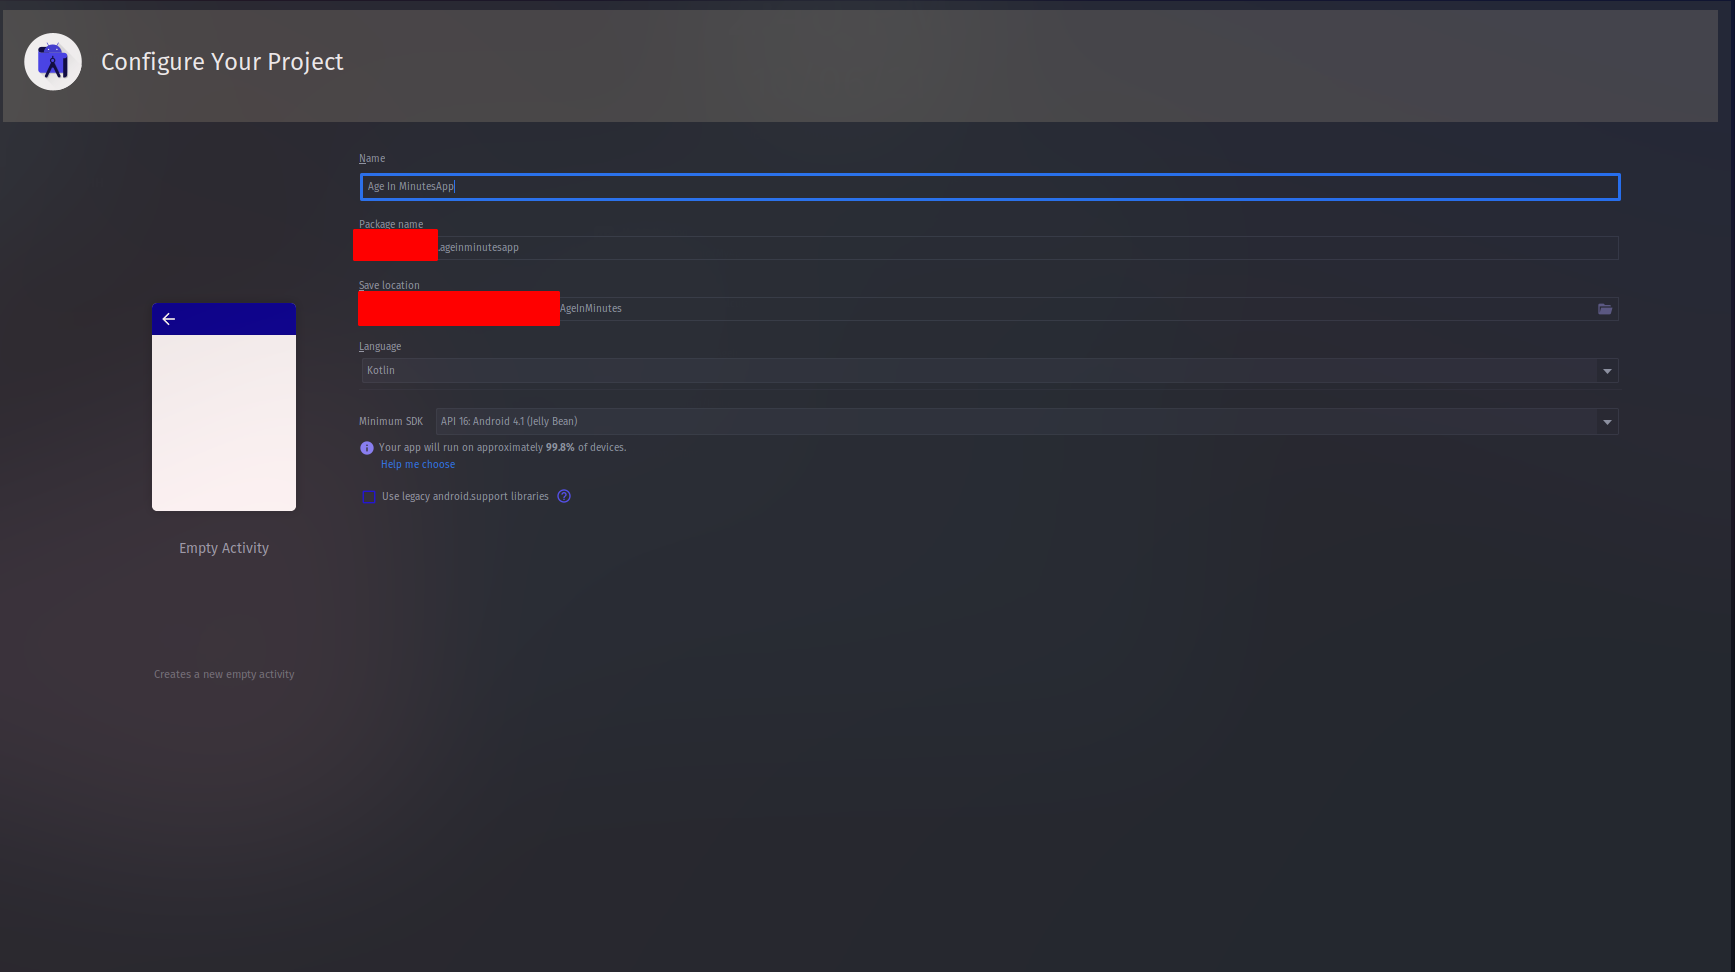 Configure Your Project
Name
Age In MinutesApp
Package name
.ageinminutesapp
Save location
AgeInMinutes
Language
Kotlin
Minimum SDK API 16: Android 4.1 (Jelly Bean)
Your app will run on approximately 99.8% of devices.
Help me choose
Use legacy android.support libraries
Empty Activity
Creates a new empty activity